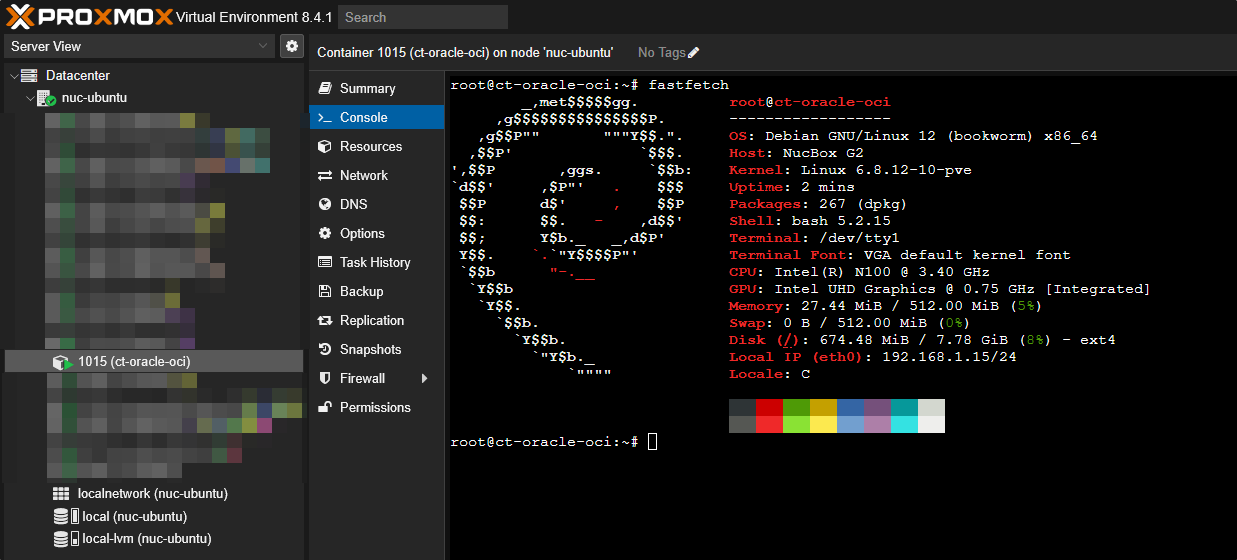 PROXMOX Virtual Environment 8.4.1 Search
Server View
Datacenter
nuc-ubuntu
1015 (ct-oracle-oci)
localnetwork (nuc-ubuntu)
local (nuc-ubuntu)
local-lvm (nuc-ubuntu)
Container 1015 (ct-oracle-oci) on node 'nuc-ubuntu' No Tags
Summary
Console
Resources
Network
DNS
Options
Task History
Backup
Replication
Snapshots
Firewall
Permissions
root@ct-oracle-oci:~# fastfetch
_,met$$$$$gg.
,g$$$$$$$$$$$$$$$P.
,g$$P"" """Y$$.".
,$$P' `$$$.
',$$P ,ggs. `$$b:
`d$$' ,$P"' . $$$
$$P d$' , $$P
$$: $$. - ,d$$'
$$; Y$b._ _,d$P'
Y$$. `.`"Y$$$$P"'
`$$b "-.__
`Y$$b
`Y$$.
`$$b.
`Y$$b.
`"Y$b._
`""""
root@ct-oracle-oci
------------------
OS: Debian GNU/Linux 12 (bookworm) x86_64
Host: NucBox G2
Kernel: Linux 6.8.12-10-pve
Uptime: 2 mins
Packages: 267 (dpkg)
Shell: bash 5.2.15
Terminal: /dev/tty1
Terminal Font: VGA default kernel font
CPU: Intel(R) N100 @ 3.40 GHz
GPU: Intel UHD Graphics @ 0.75 GHz [Integrated]
Memory: 27.44 MiB / 512.00 MiB (5%)
Swap: 0 B / 512.00 MiB (0%)
Disk (/): 674.48 MiB / 7.78 GiB (8%) - ext4
Local IP (eth0): 192.168.1.15/24
Locale: C
root@ct-oracle-oci:~#